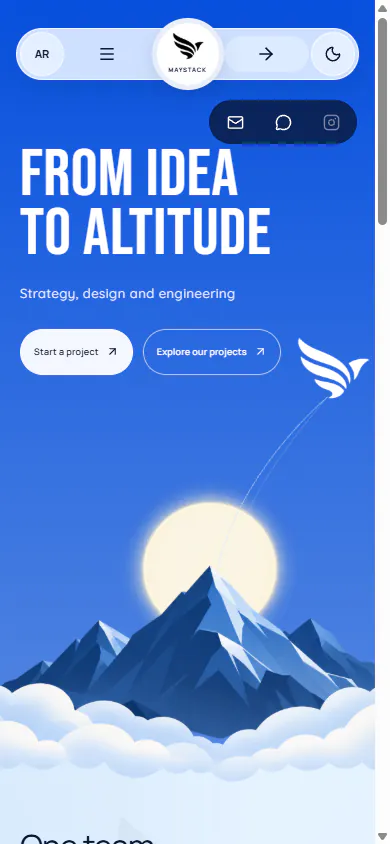 AR
MAYSTACK
FROM IDEA
TO ALTITUDE
Strategy, design and engineering
Start a project
Explore our projects
One team